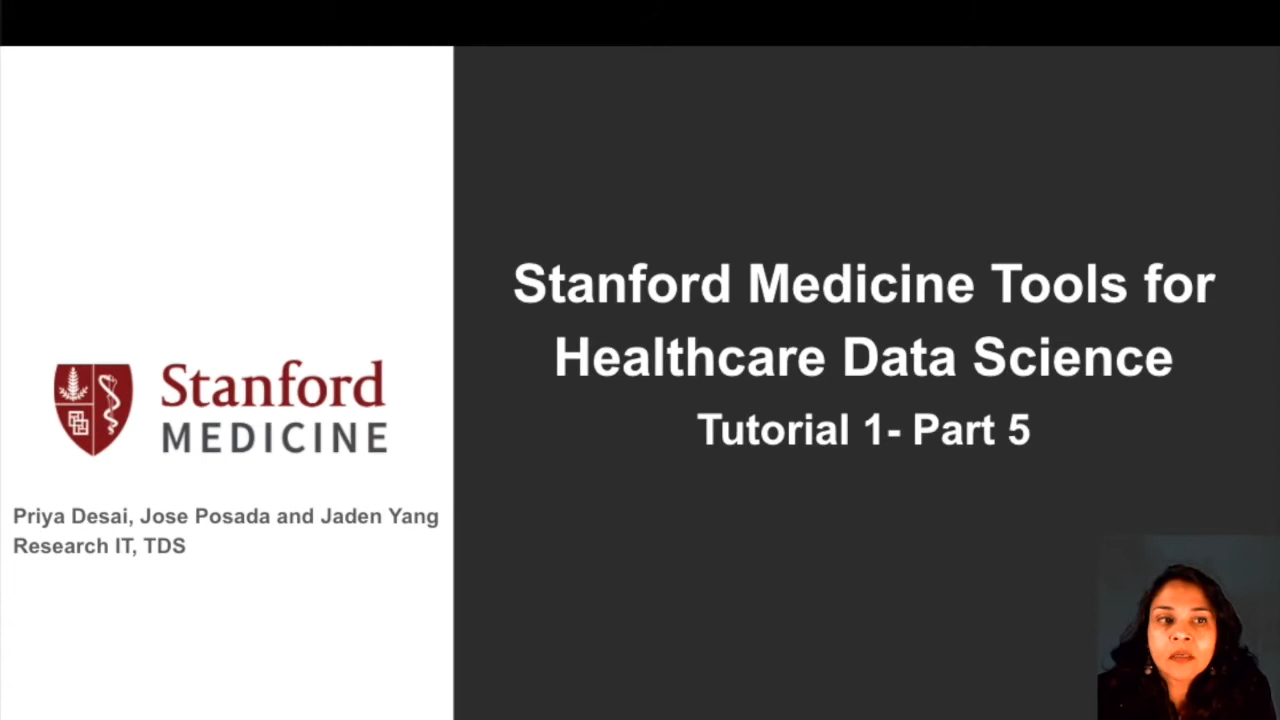 Stanford
MEDICINE
Priya Desai, Jose Posada and Jaden Yang
Research IT, TDS
Stanford Medicine Tools for
Healthcare Data Science
Tutorial 1- Part 5